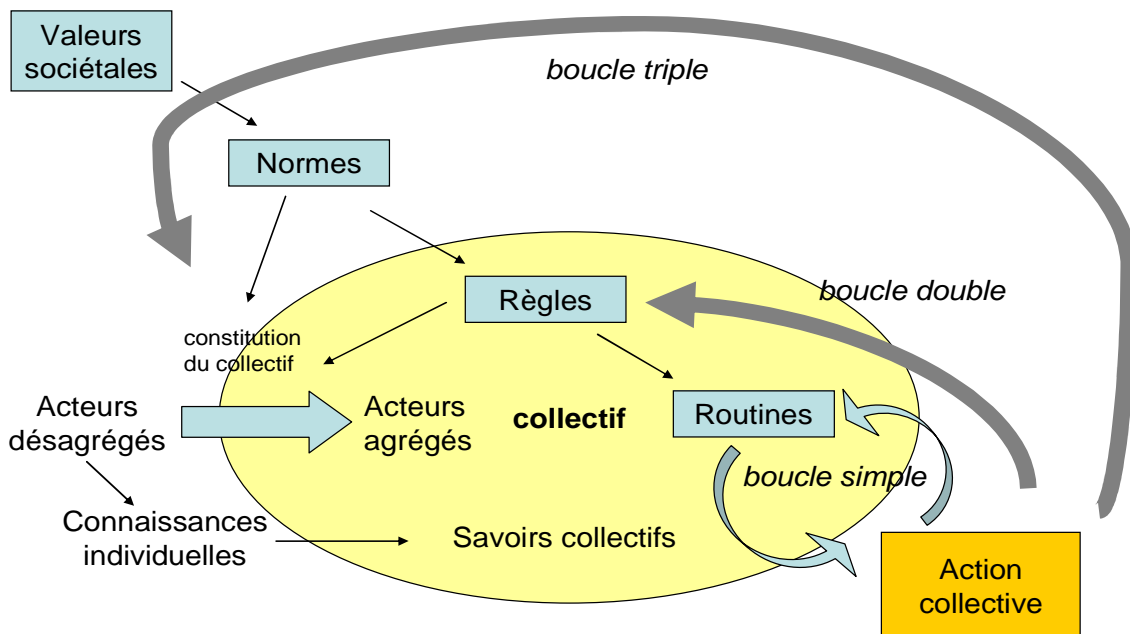 Valeurs
sociétales
boucle triple
Normes
Règles
boucle double
constitution
du collectif
Acteurs
désagrégés
Acteurs
agrégés
collectif
Routines
boucle simple
Connaissances
individuelles
Savoirs collectifs
Action
collective